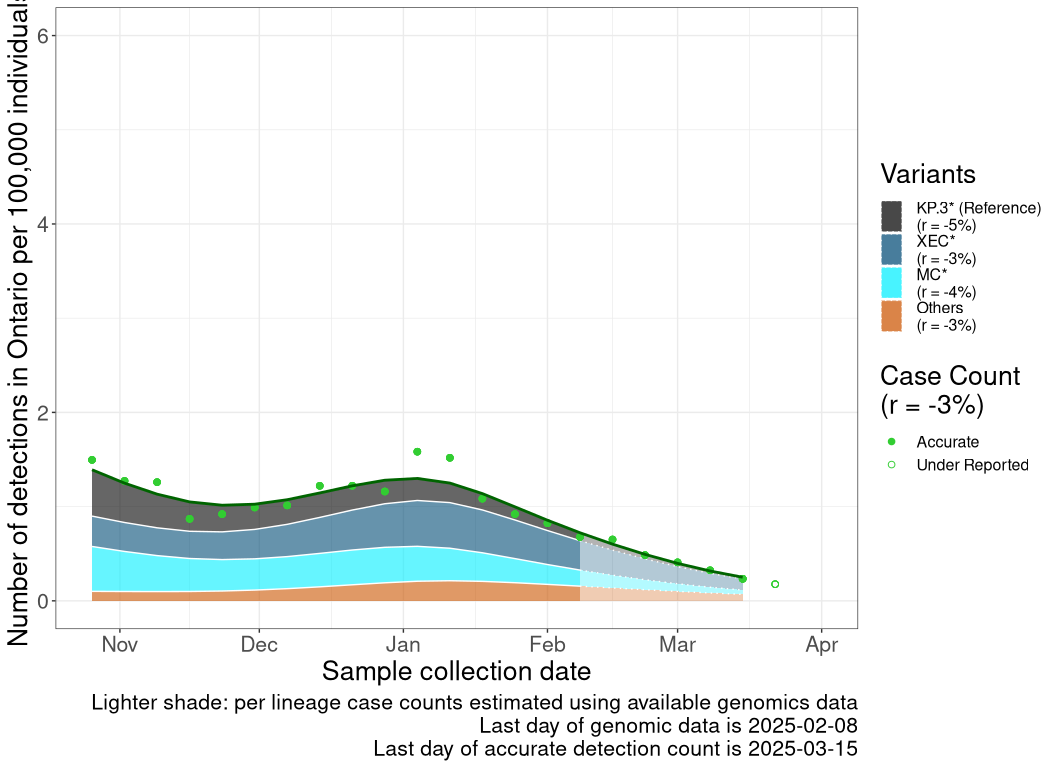 Number of detections in Ontario per 100,000 individuals
6
4
2
0
Nov
Dec
Jan
Feb
Mar
Apr
Sample collection date
Lighter shade: per lineage case counts estimated using available genomics data
Last day of genomic data is 2025-02-08
Last day of accurate detection count is 2025-03-15
Variants
KP.3* (Reference)
(r = -5%)
XEC*
(r = -3%)
MC*
(r = -4%)
Others
(r = -3%)
Case Count
(r = -3%)
Accurate
Under Reported